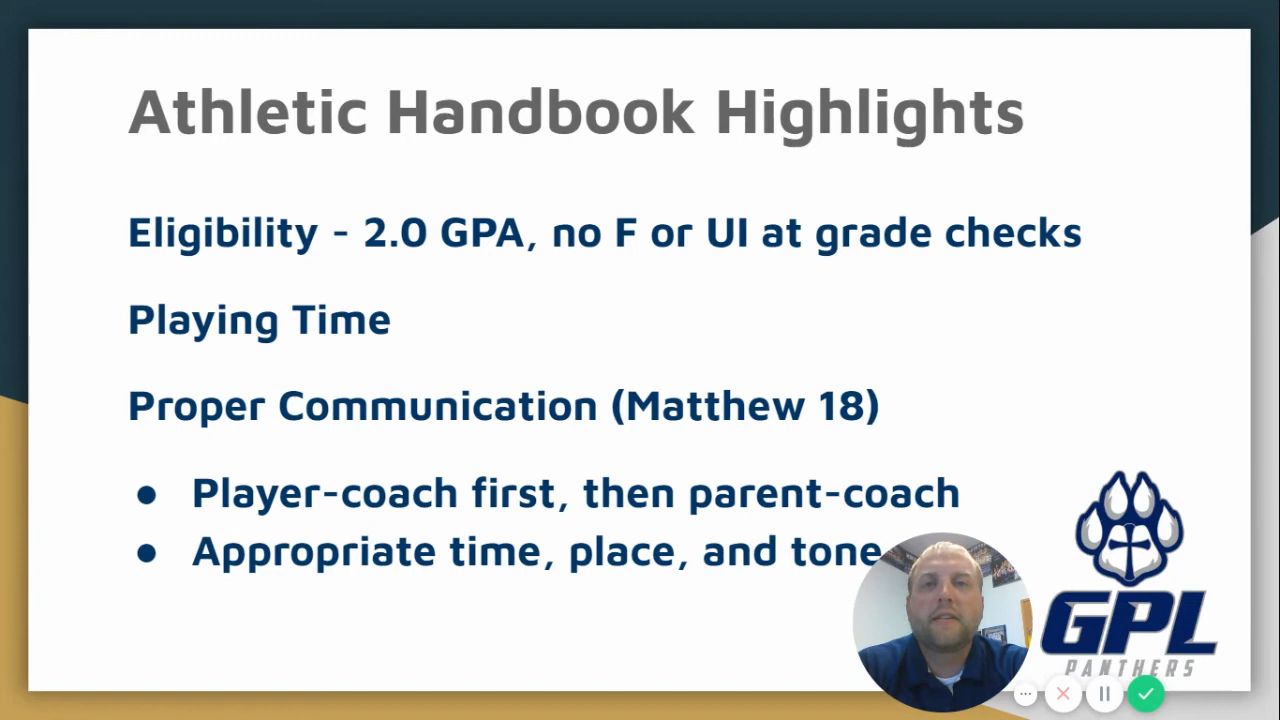 Athletic Handbook Highlights
Eligibility - 2.0 GPA, no F or UI at grade checks
Playing Time
Proper Communication (Matthew 18)
● Player-coach first, then parent-coach
● Appropriate time, place, and tone
GPL
PANTHERS